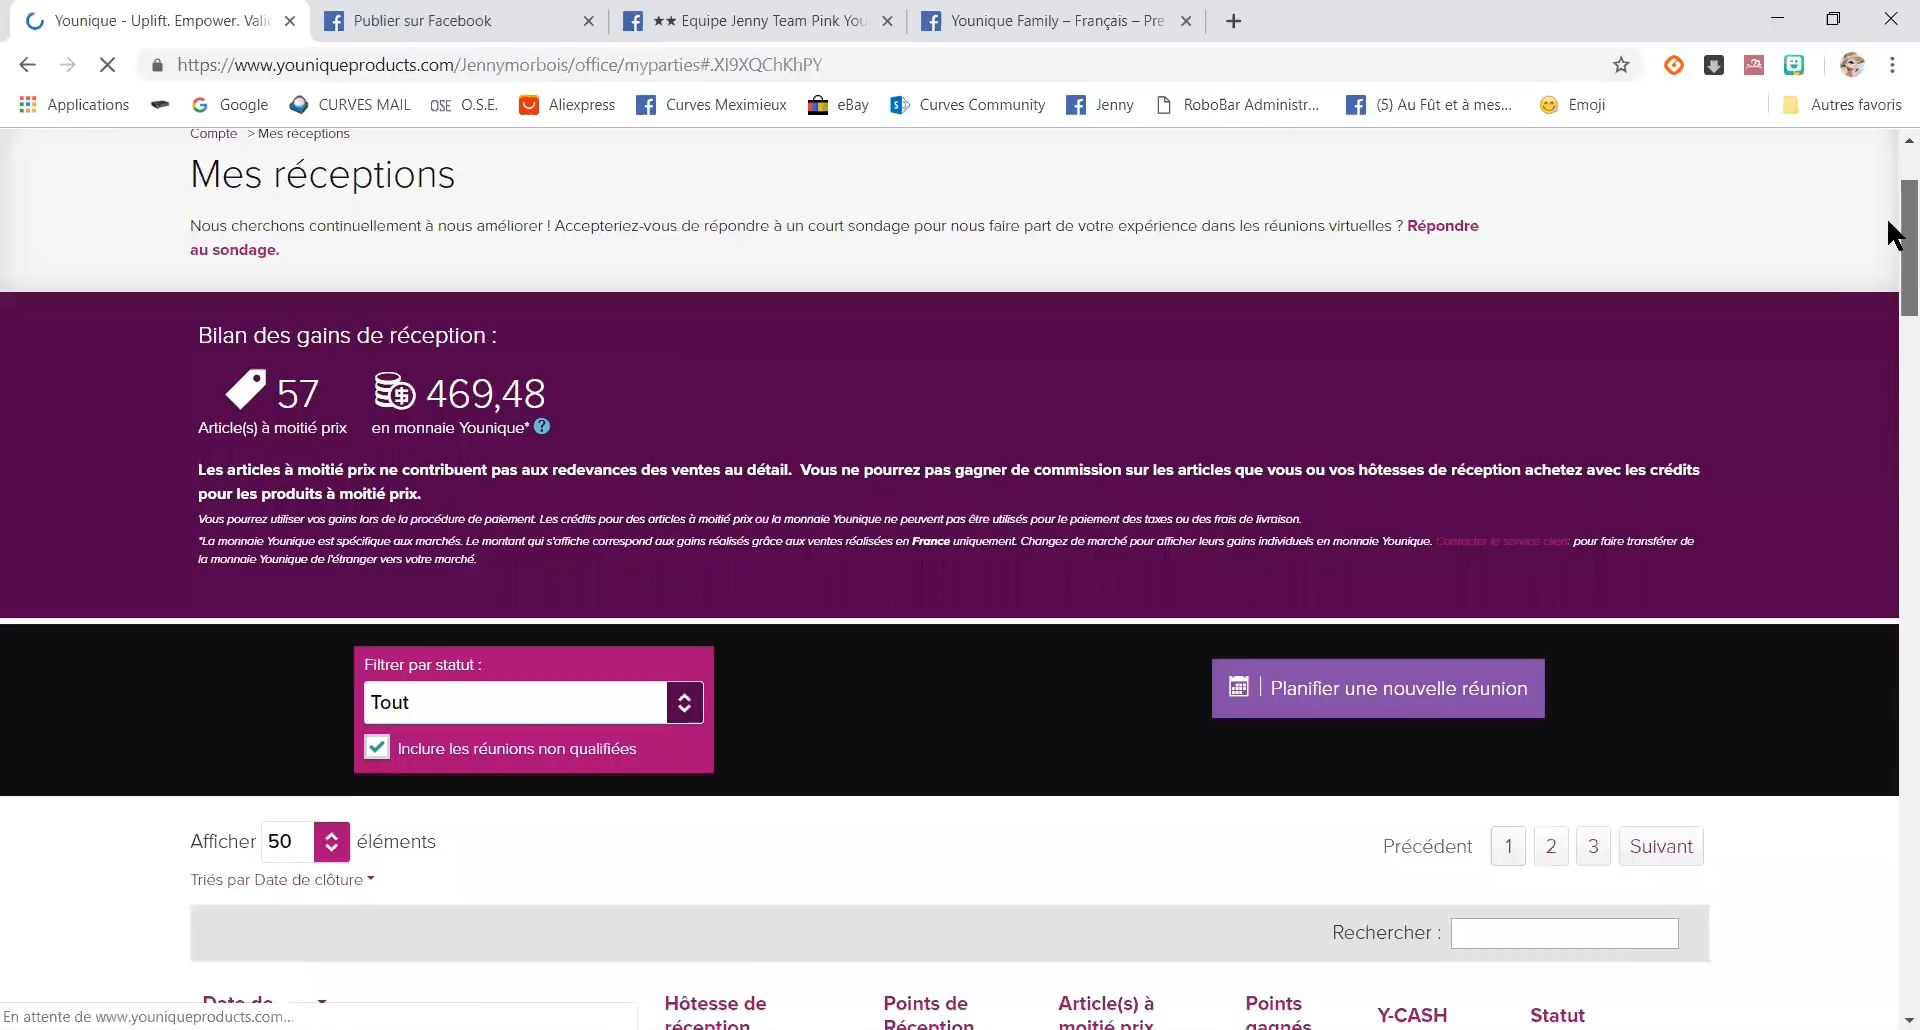 Younique - Uplift. Empower. Valid
Publier sur Facebook
★★ Equipe Jenny Team Pink You
Younique Family – Français – Pre
https://www.youniqueproducts.com/Jennymorbois/office/myparties#.XI9XQChKhPY
Applications
Google
CURVES MAIL
OSE O.S.E.
Aliexpress
Curves Meximieux
eBay
Curves Community
Jenny
RoboBar Administr...
(5) Au Fût et à mes...
Emoji
Autres favoris
Compte > Mes réceptions
Mes réceptions
Nous cherchons continuellement à nous améliorer ! Accepteriez-vous de répondre à un court sondage pour nous faire part de votre expérience dans les réunions virtuelles ? Répondre
au sondage.
Bilan des gains de réception :
57
469,48
Article(s) à moitié prix
en monnaie Younique* ?
Les articles à moitié prix ne contribuent pas aux redevances des ventes au détail. Vous ne pourrez pas gagner de commission sur les articles que vous ou vos hôtesses de réception achetez avec les crédits
pour les produits à moitié prix.
Vous pourrez utiliser vos gains lors de la procédure de paiement. Les crédits pour des articles à moitié prix ou la monnaie Younique ne peuvent pas être utilisés pour le paiement des taxes ou des frais de livraison.
*La monnaie Younique est spécifique aux marchés. Le montant qui s'affiche correspond aux gains réalisés grâce aux ventes réalisées en France uniquement. Changez de marché pour afficher leurs gains individuels en monnaie Younique. Contacter le service client pour faire transférer de
la monnaie Younique de l'étranger vers votre marché.
Filtrer par statut :
Tout
Inclure les réunions non qualifiées
Planifier une nouvelle réunion
Afficher 50 éléments
Précédent 1 2 3 Suivant
Triés par Date de clôture
Rechercher :
Date de
Hôtesse de
réception
Points de
Réception
Article(s) à
moitié prix
Points
gagnés
Y-CASH
Statut
En attente de www.youniqueproducts.com...